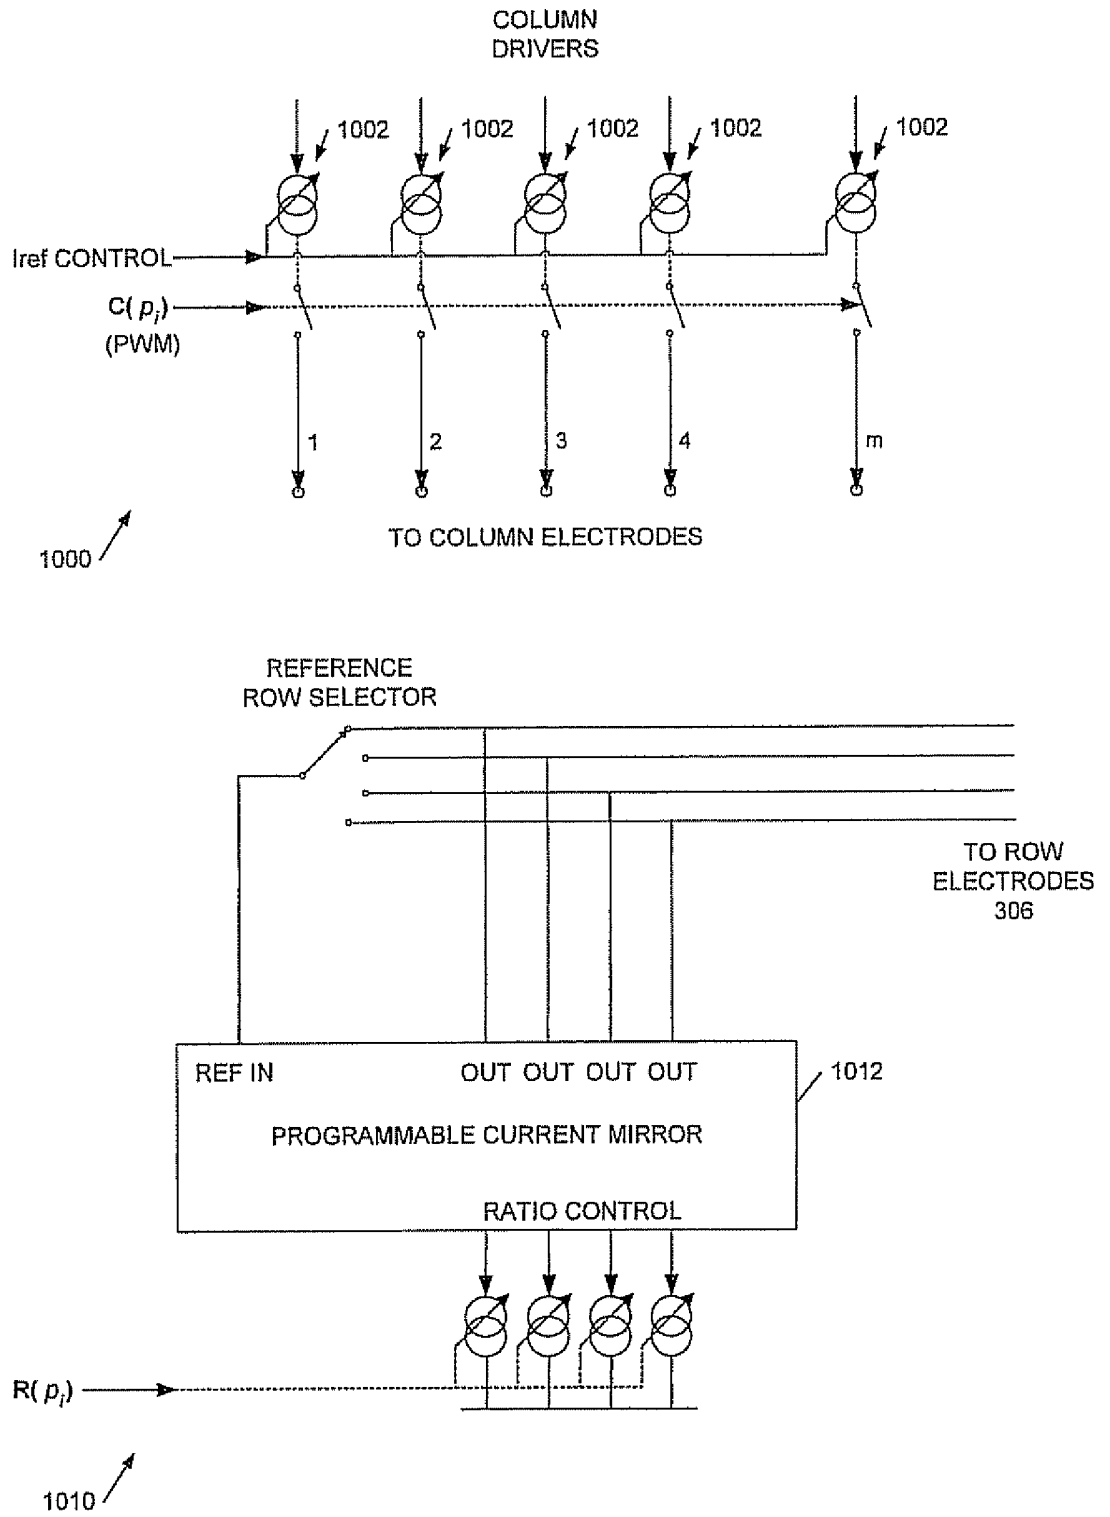 COLUMN
DRIVERS
1002 1002 1002 1002 1002
Iref CONTROL
C( pᵢ)
(PWM)
1 2 3 4 m
TO COLUMN ELECTRODES
1000
REFERENCE
ROW SELECTOR
TO ROW
ELECTRODES
306
REF IN OUT OUT OUT OUT
1012
PROGRAMMABLE CURRENT MIRROR
RATIO CONTROL
R( pᵢ)
1010